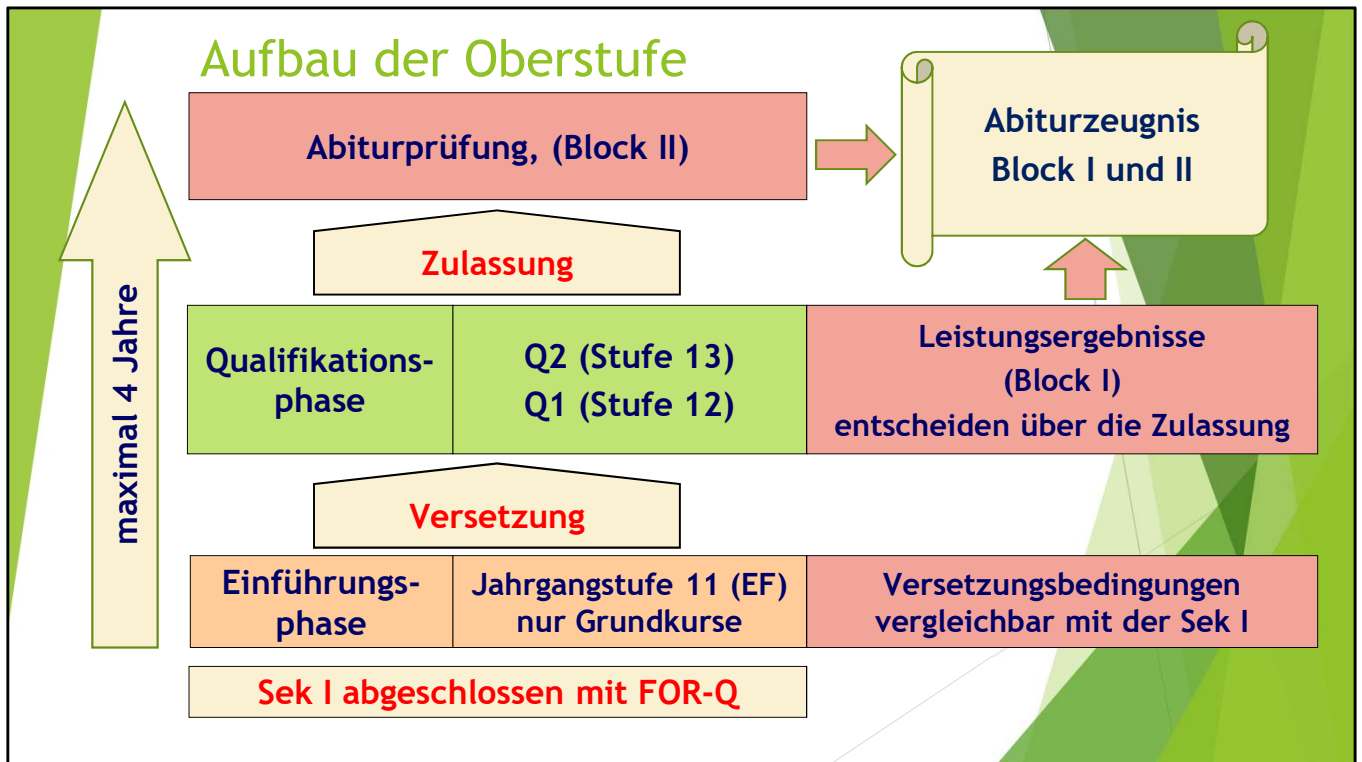 Aufbau der Oberstufe
Abiturprüfung, (Block II)
Abiturzeugnis
Block I und II
Zulassung
maximal 4 Jahre
Qualifikations-
phase
Q2 (Stufe 13)
Q1 (Stufe 12)
Leistungsergebnisse
(Block I)
entscheiden über die Zulassung
Versetzung
Einführungs-
phase
Jahrgangstufe 11 (EF)
nur Grundkurse
Versetzungsbedingungen
vergleichbar mit der Sek I
Sek I abgeschlossen mit FOR-Q